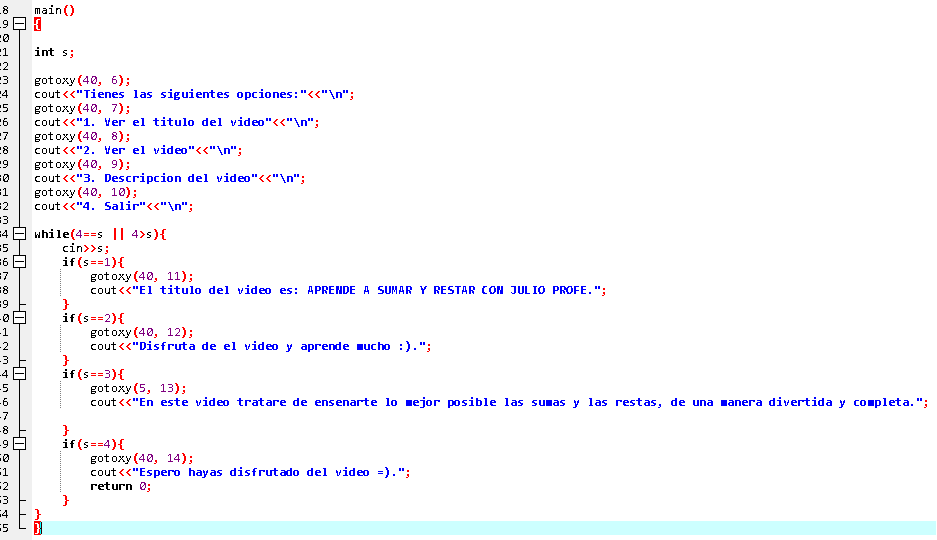 18 main()
19 {
20
21 int s;
22
23 gotoxy(40, 6);
24 cout<<"Tienes las siguientes opciones:"<<"\n";
25 gotoxy(40, 7);
26 cout<<"1. Ver el titulo del video"<<"\n";
27 gotoxy(40, 8);
28 cout<<"2. Ver el video"<<"\n";
29 gotoxy(40, 9);
30 cout<<"3. Descripcion del video"<<"\n";
31 gotoxy(40, 10);
32 cout<<"4. Salir"<<"\n";
33
34 while(4==s || 4>s){
35 cin>>s;
36 if(s==1){
37 gotoxy(40, 11);
38 cout<<"El titulo del video es: APRENDE A SUMAR Y RESTAR CON JULIO PROFE.";
39 }
40 if(s==2){
41 gotoxy(40, 12);
42 cout<<"Disfruta de el video y aprende mucho :).";
43 }
44 if(s==3){
45 gotoxy(5, 13);
46 cout<<"En este video tratare de ensenarte lo mejor posible las sumas y las restas, de una manera divertida y completa.";
47
48 }
49 if(s==4){
50 gotoxy(40, 14);
51 cout<<"Espero hayas disfrutado del video =).";
52 return 0;
53 }
54 }
55 }